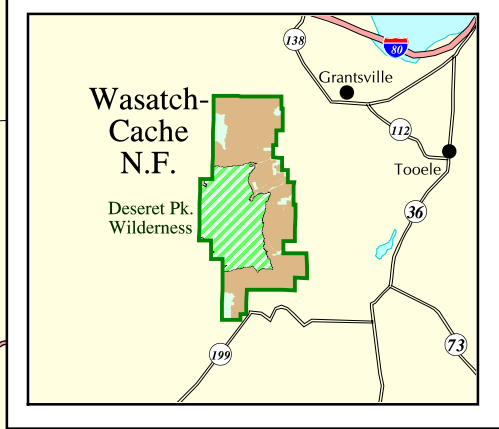 138
80
Grantsville
Wasatch-
Cache
N.F.
112
Tooele
Deseret Pk.
Wilderness
36
199
73